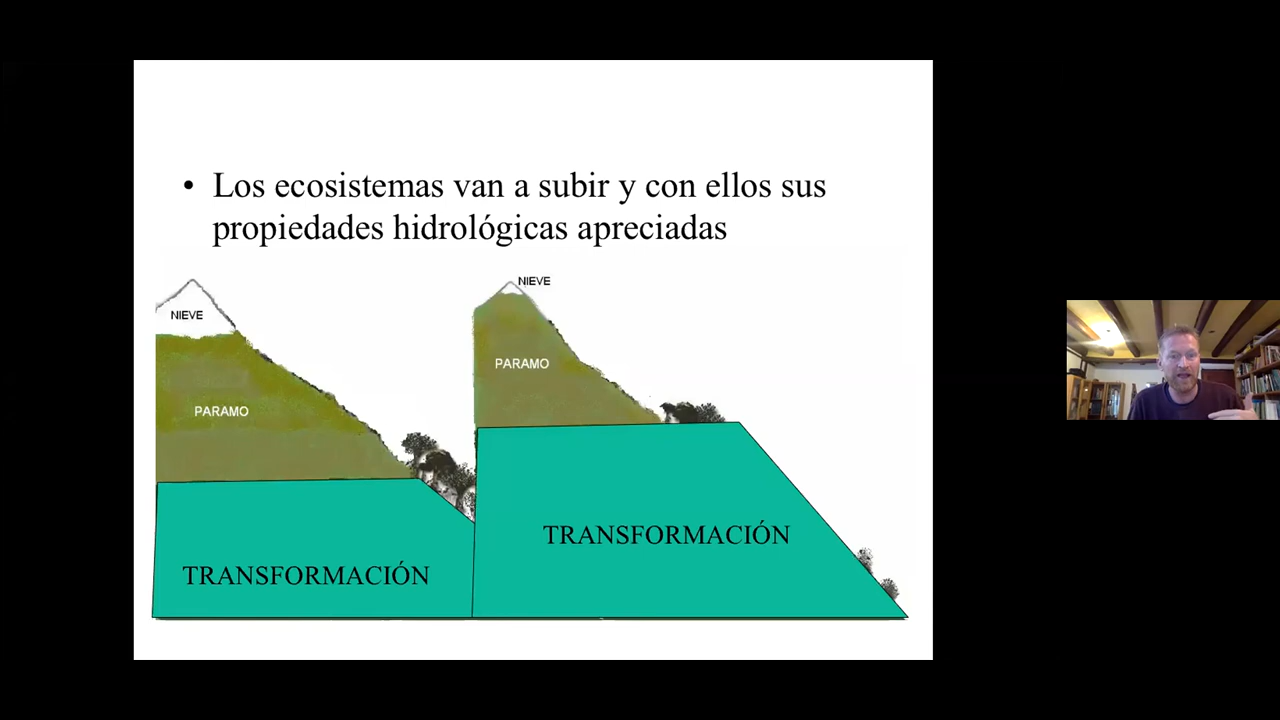 • Los ecosistemas van a subir y con ellos sus
propiedades hidrológicas apreciadas
NIEVE
PARAMO
TRANSFORMACIÓN
NIEVE
PARAMO
TRANSFORMACIÓN